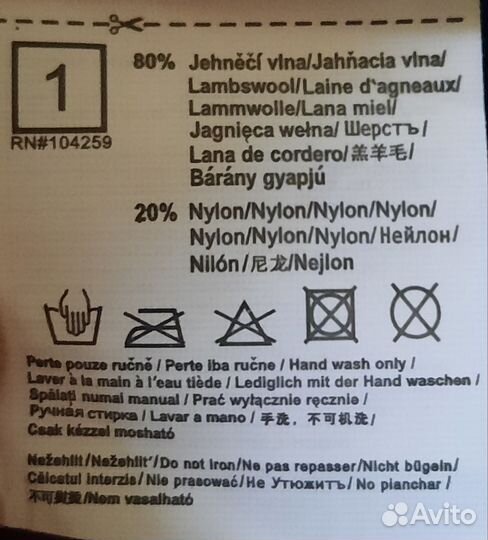 1
RN#104259
80% Jehněčí vlna/Jahňacia vlna/
Lambswool/Laine d'agneaux/
Lammwolle/Lana miel/
Jagnięca wełna/Шерстъ/
Lana de cordero/羔羊毛/
Bárány gyapjú
20% Nylon/Nylon/Nylon/Nylon/
Nylon/Nylon/Nylon/Нейлон/
Nilón/尼龙/Nejlon
Perte pouze ručně / Perte iba ručne / Hand wash only /
Laver à la main à l'eau tiède / Lediglich mit der Hand waschen /
Spălați numai manual / Prać wyłącznie ręcznie /
Ручная стирка / Lavar a mano / 手洗，不可机洗/
Csak kézzel mosható
Nežehlit/Nežehliť/Do not iron/Ne pas repasser/Nicht bügeln/
Călcatul interzis/Nie prasować/Не Утюжитъ/ No planchar/
不可熨烫/Nem vasalható
Avito